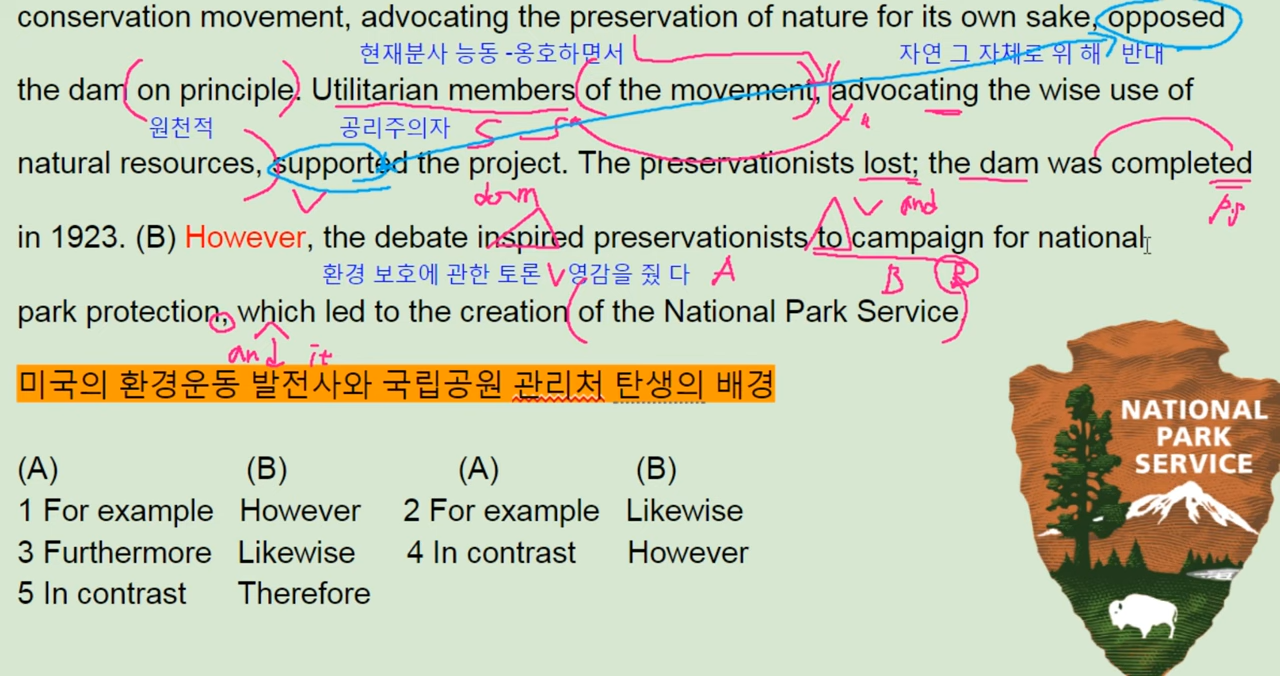 conservation movement, advocating the preservation of nature for its own sake, opposed
현재분사 능동 -옹호하면서 자연 그 자체로 위 해 반대
the dam on principle. Utilitarian members of the movement, advocating the wise use of
원천적 공리주의자 S
natural resources, supported the project. The preservationists lost; the dam was completed
V dorm V and p.p
in 1923. (B) However, the debate inspired preservationists to campaign for national
환경 보호에 관한 토론 V 영감을 줬 다 A B R
park protection, which led to the creation of the National Park Service.
and it
미국의 환경운동 발전사와 국립공원 관리처 탄생의 배경
NATIONAL
PARK
SERVICE
(A) (B) (A) (B)
1 For example However 2 For example Likewise
3 Furthermore Likewise 4 In contrast However
5 In contrast Therefore